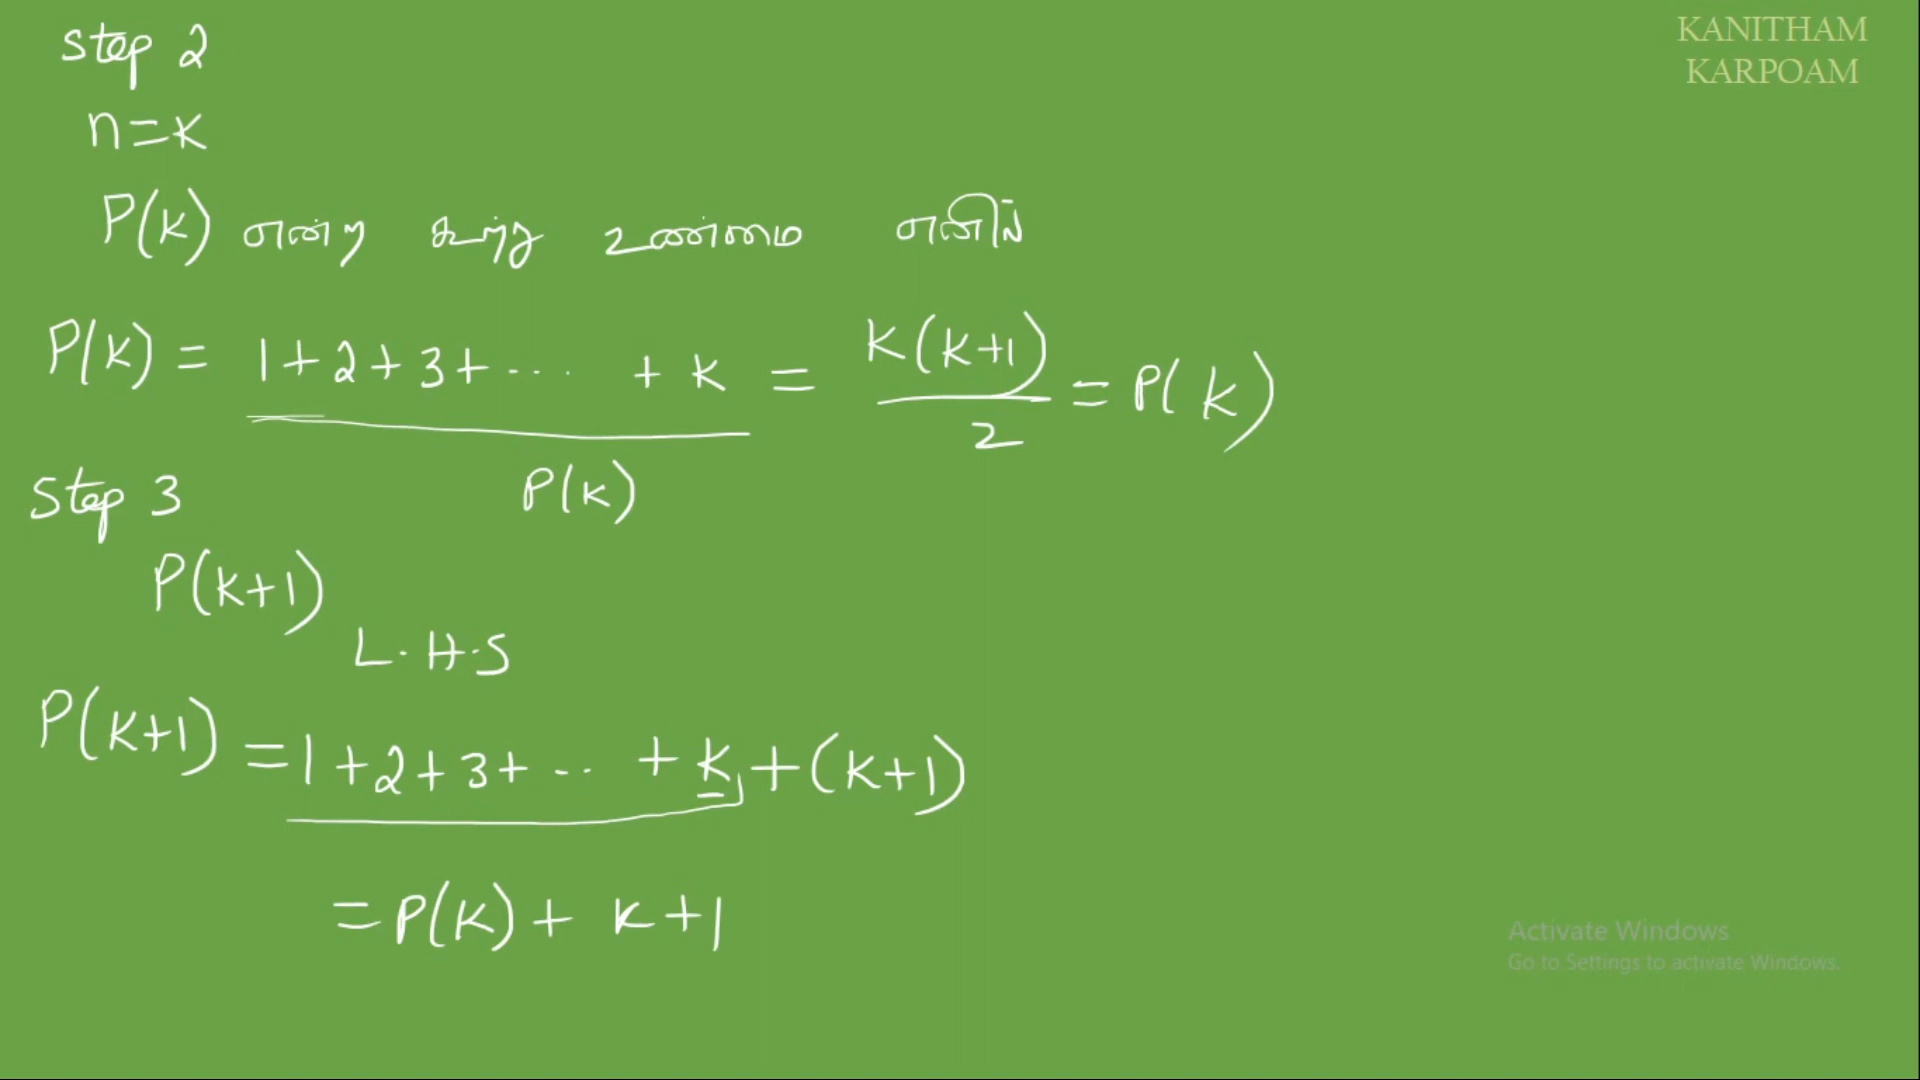 KANITHAM
KARPOAM
Step 2
n=k
P(k) என்ற கூற்று உண்மை எனில்
P(k) = 1+2+3+... + k = K(k+1)/2 = P(k)
P(k)
Step 3
P(k+1)
L.H.S
P(k+1) = 1+2+3+.. + k + (k+1)
= P(k) + k+1
Activate Windows
Go to Settings to activate Windows.